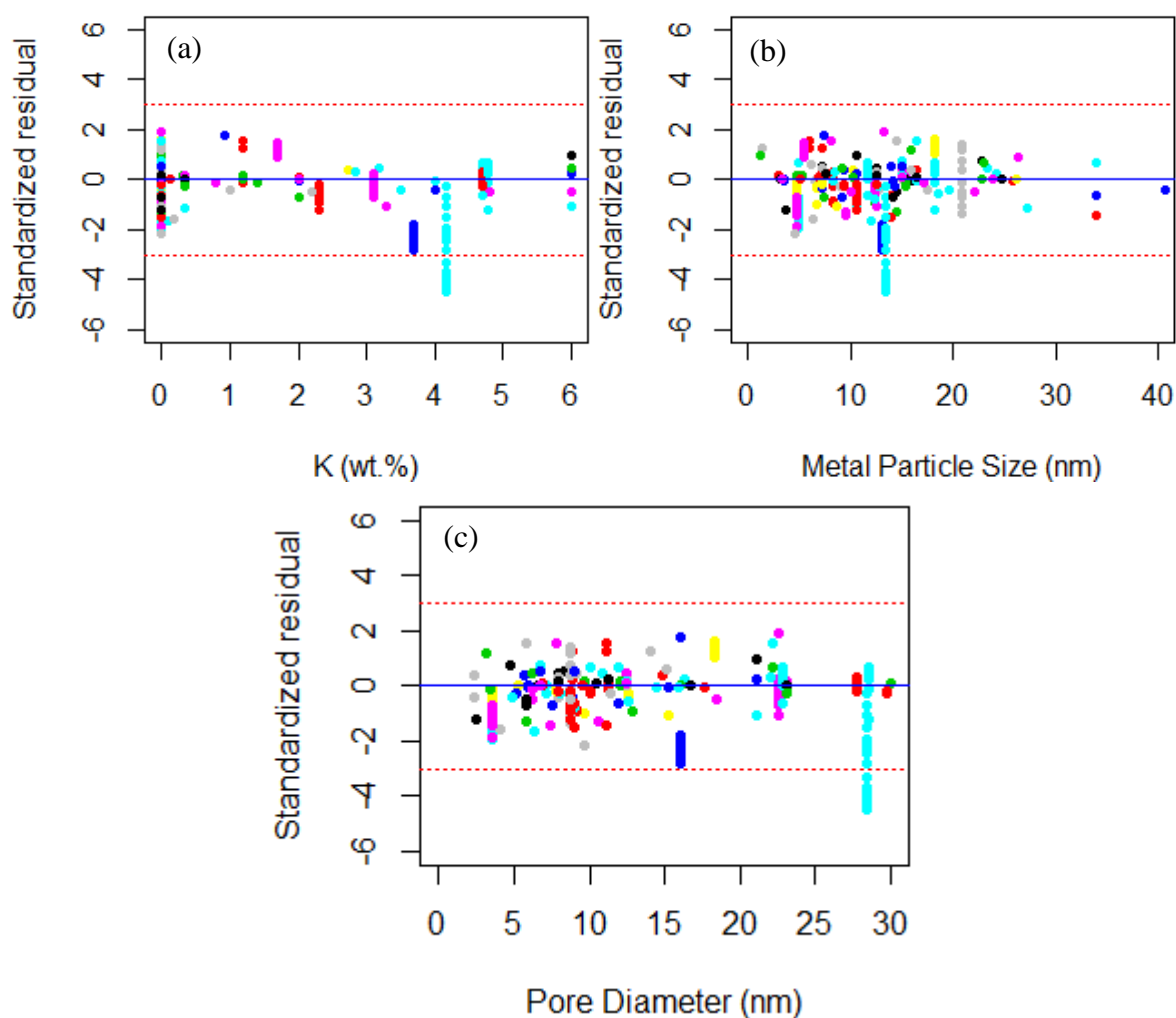 (a)
Standardized residual
6
4
2
0
-2
-4
-6
0 1 2 3 4 5 6
K (wt.%)
(b)
Standardized residual
6
4
2
0
-2
-4
-6
0 10 20 30 40
Metal Particle Size (nm)
(c)
Standardized residual
6
4
2
0
-2
-4
-6
0 5 10 15 20 25 30
Pore Diameter (nm)